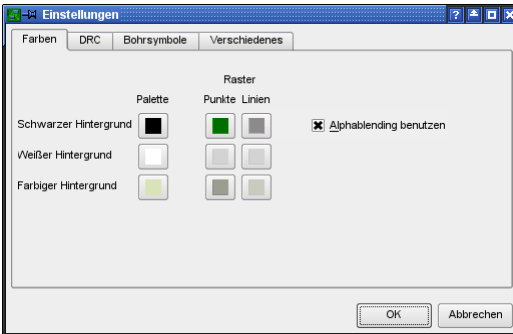 Einstellungen
Farben DRC Bohrsymbole Verschiedenes
Raster
Palette Punkte Linien
Schwarzer Hintergrund Alphablending benutzen
Weißer Hintergrund
Farbiger Hintergrund
OK Abbrechen